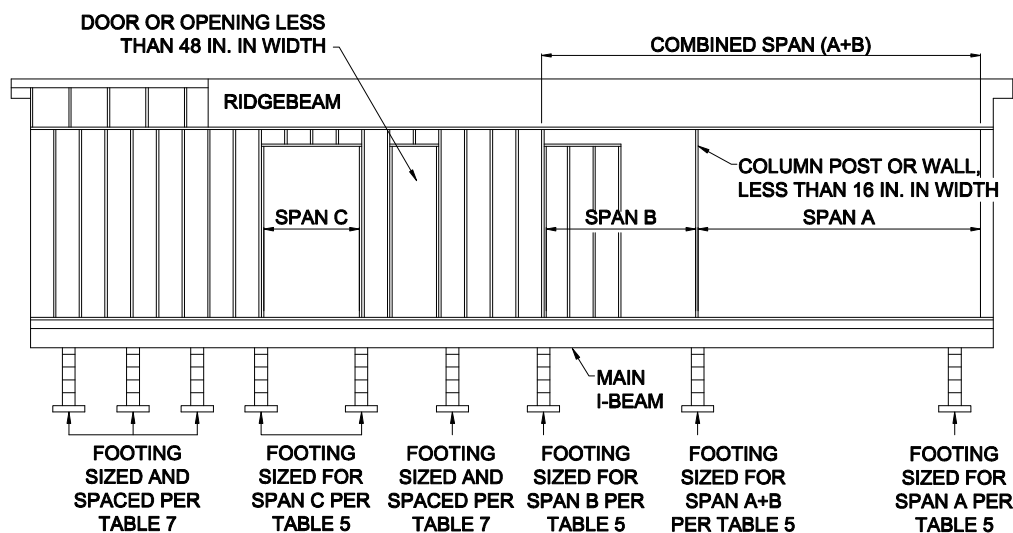 DOOR OR OPENING LESS
THAN 48 IN. IN WIDTH
COMBINED SPAN (A+B)
RIDGEBEAM
COLUMN POST OR WALL,
LESS THAN 16 IN. IN WIDTH
SPAN C
SPAN B
SPAN A
MAIN
I-BEAM
FOOTING
SIZED AND
SPACED PER
TABLE 7
FOOTING
SIZED FOR
SPAN C PER
TABLE 5
FOOTING
SIZED AND
SPACED PER
TABLE 7
FOOTING
SIZED FOR
SPAN B PER
TABLE 5
FOOTING
SIZED FOR
SPAN A+B
PER TABLE 5
FOOTING
SIZED FOR
SPAN A PER
TABLE 5